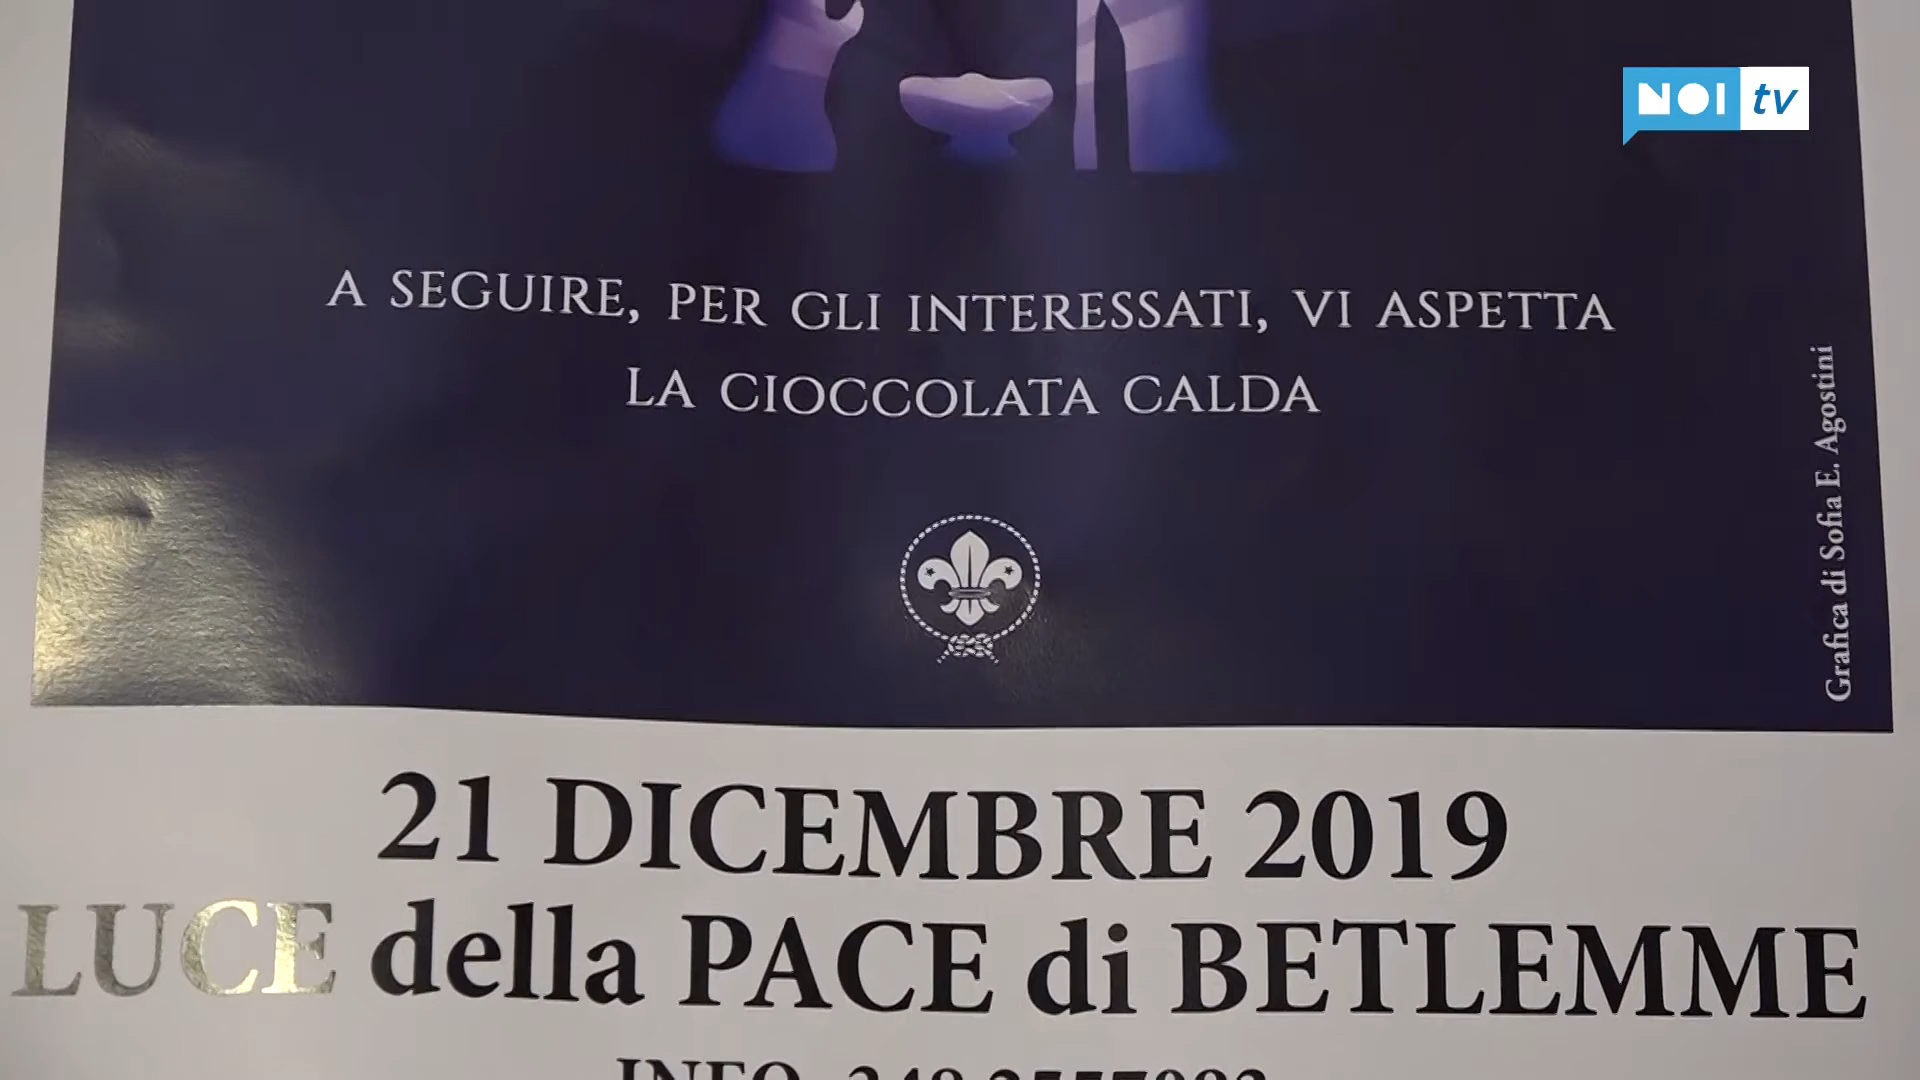 NOI tv
A SEGUIRE, PER GLI INTERESSATI, VI ASPETTA
LA CIOCCOLATA CALDA
Grafica di Sofia E. Agostini
21 DICEMBRE 2019
LUCE della PACE di BETLEMME
INFO